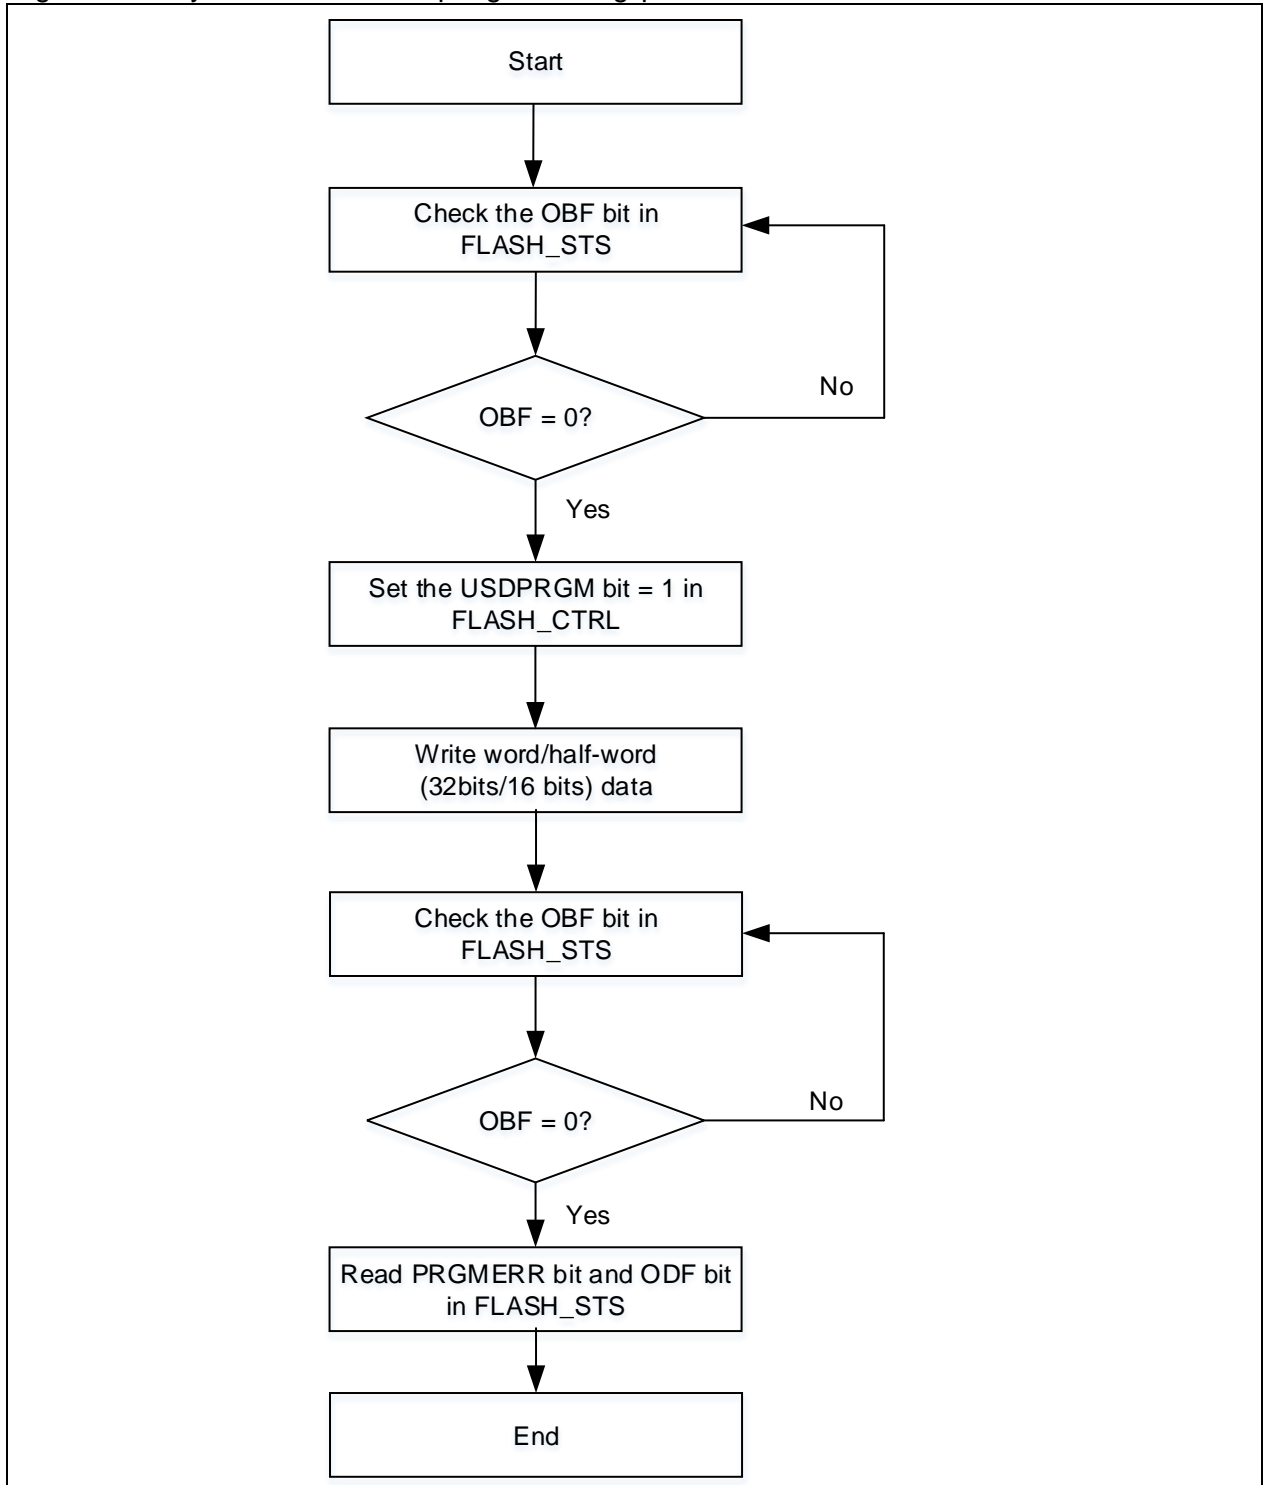 Start
Check the OBF bit in
FLASH_STS
OBF = 0?
No
Yes
Set the USDPRGM bit = 1 in
FLASH_CTRL
Write word/half-word
(32bits/16 bits) data
Check the OBF bit in
FLASH_STS
OBF = 0?
No
Yes
Read PRGMERR bit and ODF bit
in FLASH_STS
End